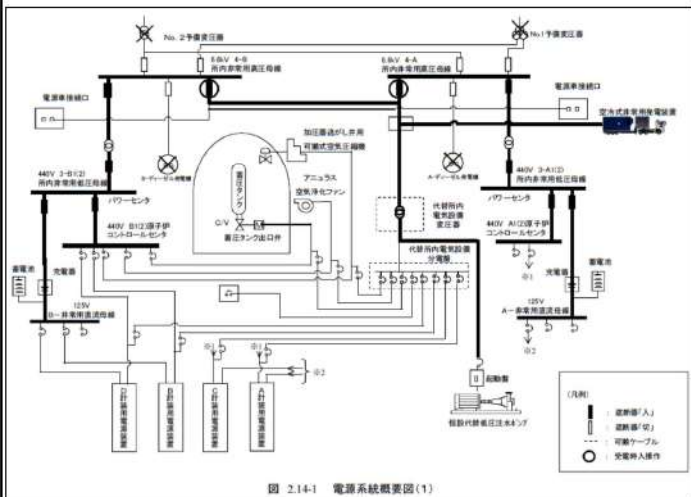 No. 2予備変圧器
No.1予備変圧器
6.6kV 4-B
所内非常用高圧母線
6.6kV 4-A
所内非常用高圧母線
電源車接続口
電源車接続口
空冷式非常用発電装置
B-ディーゼル発電機
A-ディーゼル発電機
加圧器逃がし弁用
可搬式空気圧縮機
アニュラス
空気浄化ファン
蓄圧タンク
C/V
蓄圧タンク出口弁
440V 3-B1(2)
所内非常用低圧母線
パワーセンタ
440V B1(2)原子炉
コントロールセンタ
440V 3-A1(2)
所内非常用低圧母線
パワーセンタ
440V A1(2)原子炉
コントロールセンタ
代替所内
電気設備
変圧器
代替所内電気設備
分電盤
蓄電池
充電器
125V
B-非常用直流母線
充電器
蓄電池
125V
A-非常用直流母線
※1
※2
※1
※1
※2
D計装用電源装置
B計装用電源装置
C計装用電源装置
A計装用電源装置
起動盤
恒設代替低圧注水ポンプ
(凡例)
: 遮断器「入」
: 遮断器「切」
: 可搬ケーブル
: 受電時入操作
図 2.14-1 電源系統概要図(1)